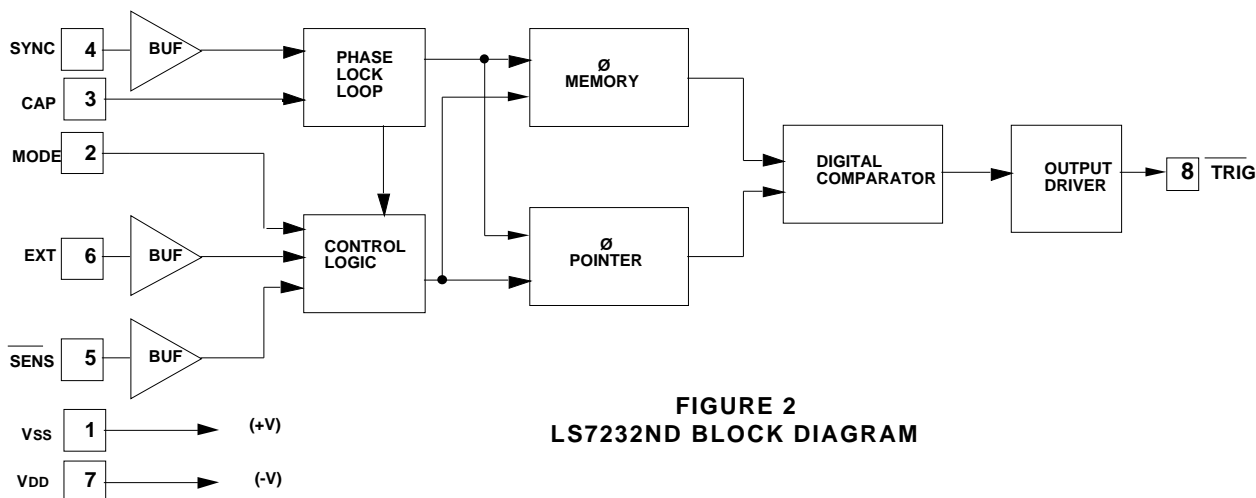 SYNC 4 BUF
CAP 3
MODE 2
PHASE
LOCK
LOOP
Ø
MEMORY
DIGITAL
COMPARATOR
OUTPUT
DRIVER
8 TRIG
EXT 6 BUF
CONTROL
LOGIC
Ø
POINTER
SENS 5 BUF
VSS 1 (+V)
VDD 7 (-V)
FIGURE 2
LS7232ND BLOCK DIAGRAM